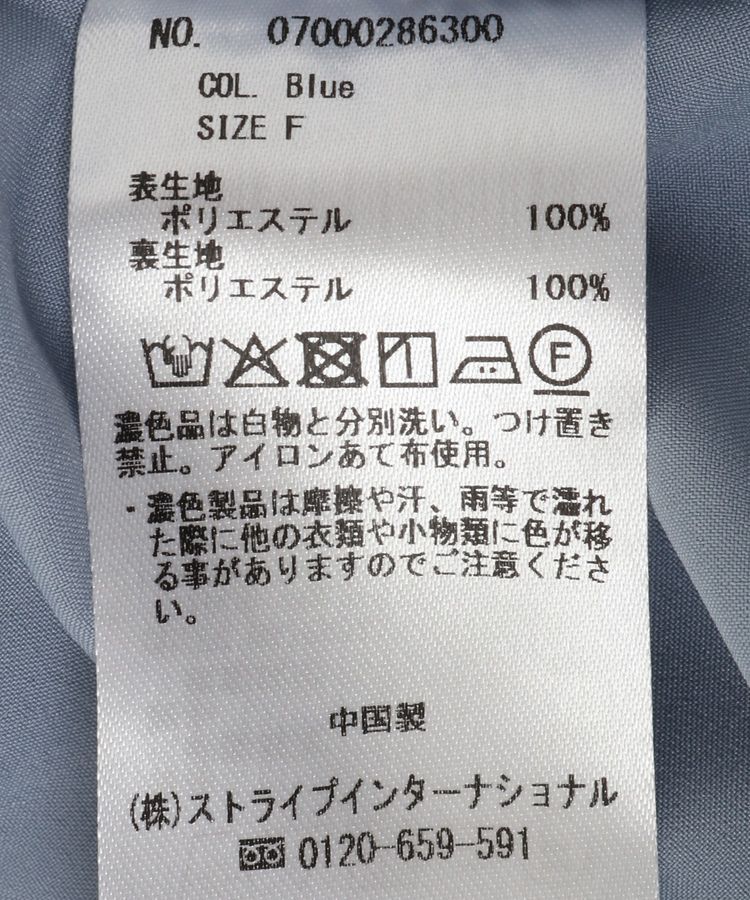 NO. 07000286300
COL. Blue
SIZE F
表生地
ポリエステル 100%
裏生地
ポリエステル 100%
F
濃色品は白物と分別洗い。つけ置き
禁止。アイロンあて布使用。
・濃色製品は摩擦や汗、雨等で濡れ
た際に他の衣類や小物類に色が移
る事がありますのでご注意くださ
い。
中国製
(株)ストライプインターナショナル
0120-659-591